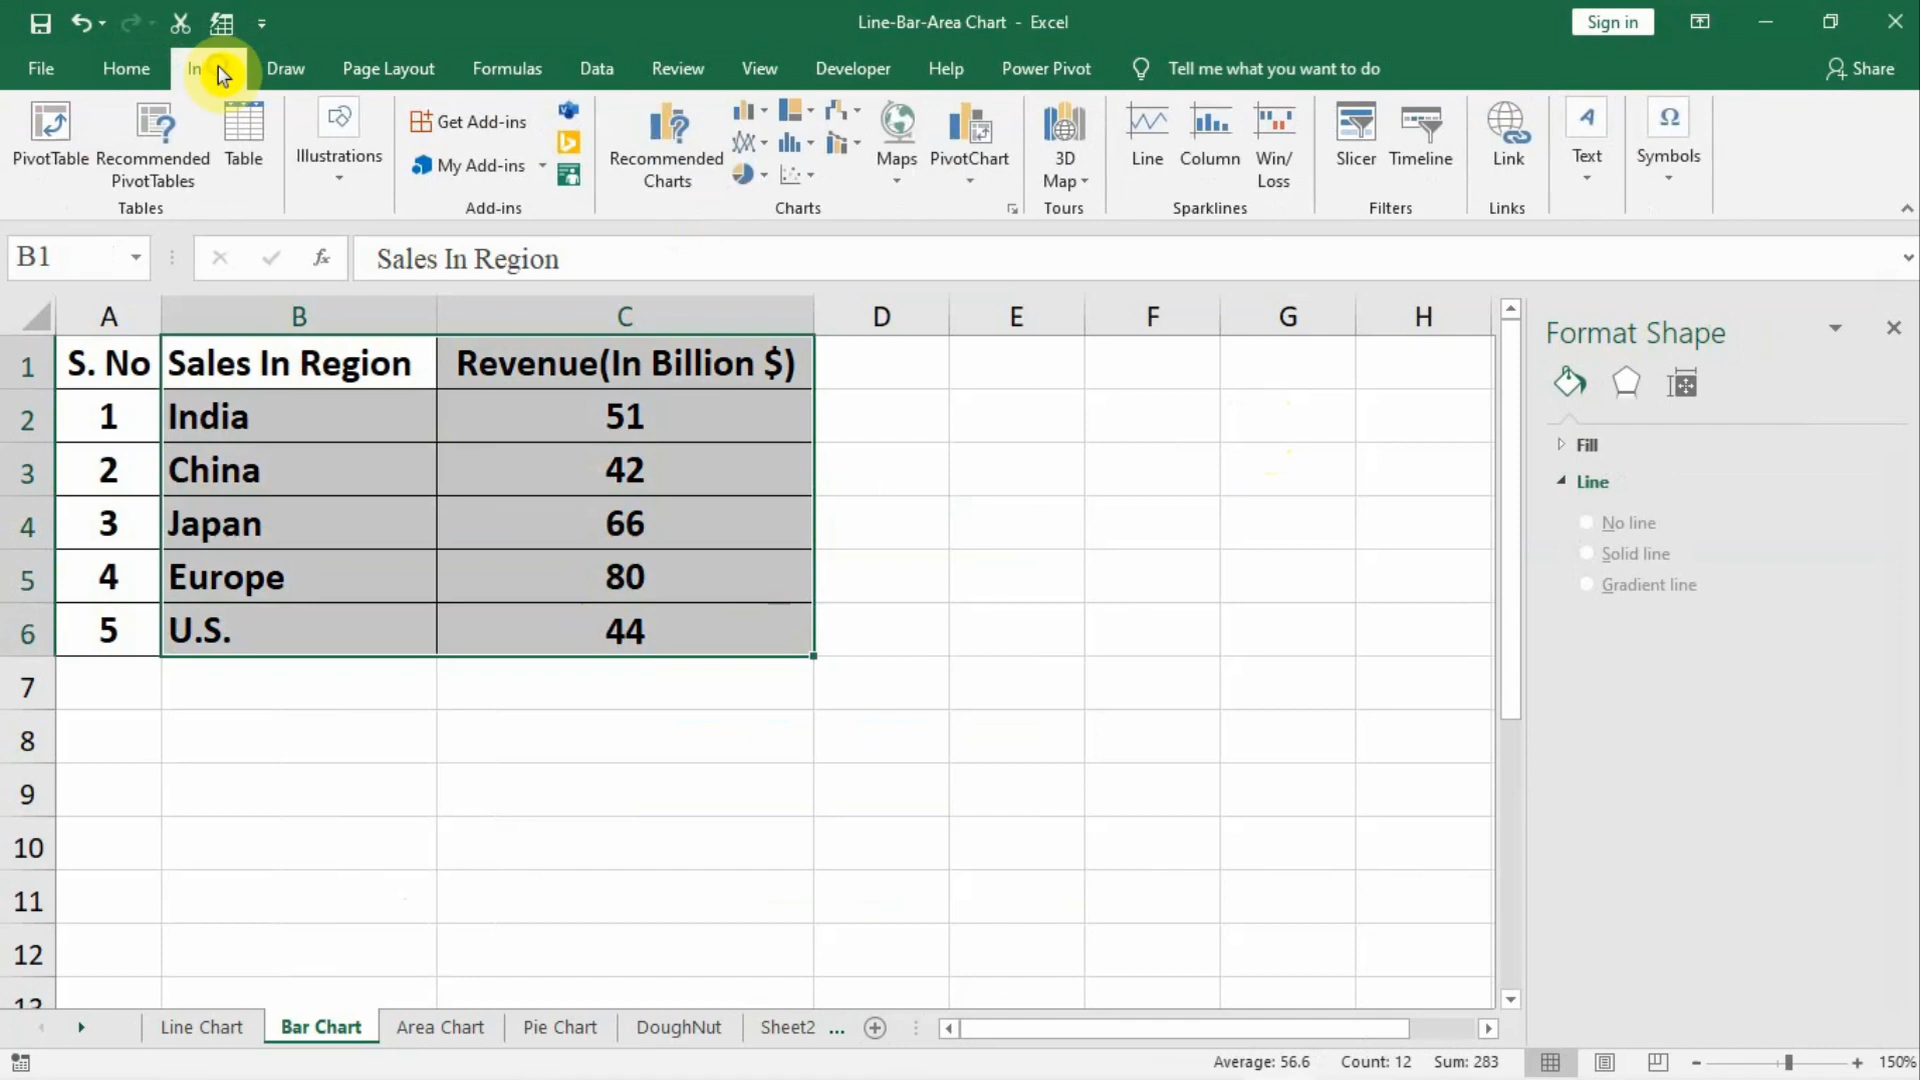 Line-Bar-Area Chart - Excel
Sign in
File Home Draw Page Layout Formulas Data Review View Developer Help Power Pivot Tell me what you want to do Share
PivotTable
Recommended PivotTables
Table
Tables
Illustrations
Get Add-ins
My Add-ins
Add-ins
Recommended Charts
Maps
PivotChart
Charts
3D Map
Tours
Line
Column
Win/ Loss
Sparklines
Slicer
Timeline
Filters
Link
Links
Text
Symbols
B1 fx Sales In Region
A B C D E F G H
1 S. No Sales In Region Revenue(In Billion $)
2 1 India 51
3 2 China 42
4 3 Japan 66
5 4 Europe 80
6 5 U.S. 44
7
8
9
10
11
12
13
Format Shape
Fill
Line
No line
Solid line
Gradient line
Line Chart Bar Chart Area Chart Pie Chart DoughNut Sheet2 ...
Average: 56.6 Count: 12 Sum: 283 150%